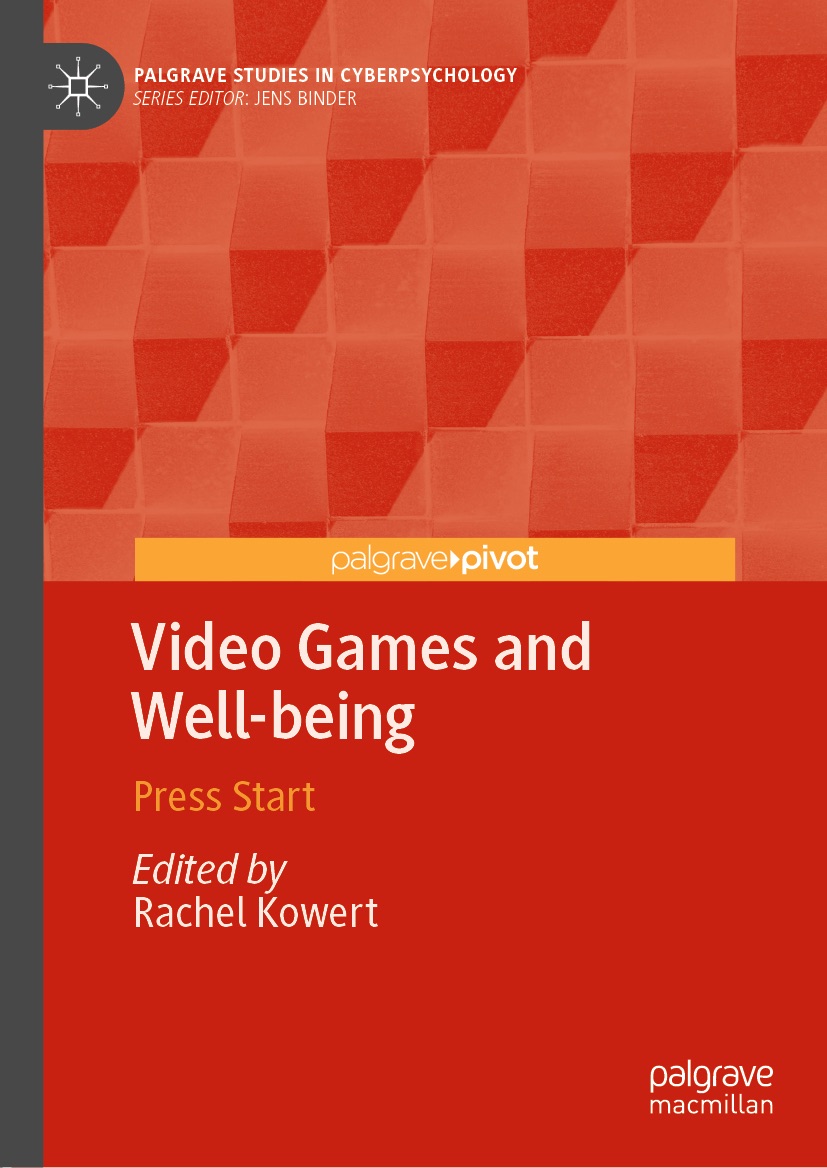 PALGRAVE STUDIES IN CYBERPSYCHOLOGY
SERIES EDITOR: JENS BINDER
palgrave pivot
Video Games and
Well-being
Press Start
Edited by
Rachel Kowert
palgrave
macmillan